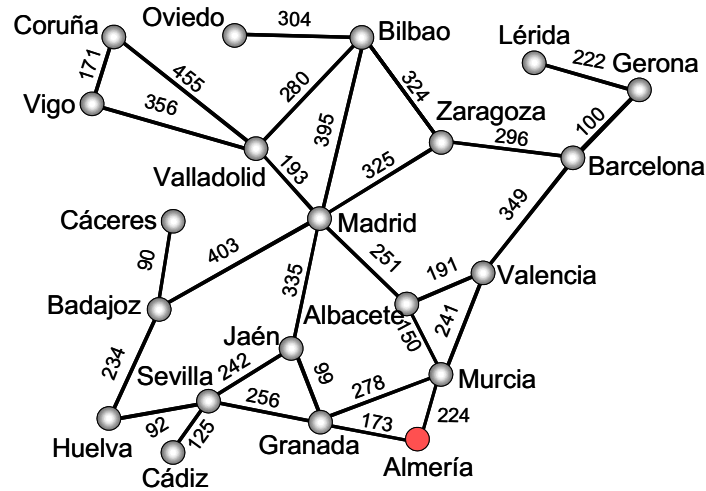 Oviedo
304
Coruña
Bilbao
Lérida
222
Gerona
171
455
280
324
Vigo
356
395
Zaragoza
100
296
Valladolid
193
325
Barcelona
349
Cáceres
Madrid
403
251
90
191
Valencia
335
Badajoz
Albacete
241
150
Jaén
234
242
99
Sevilla
278
Murcia
256
173
224
92
125
Huelva
Granada
Cádiz
Almería